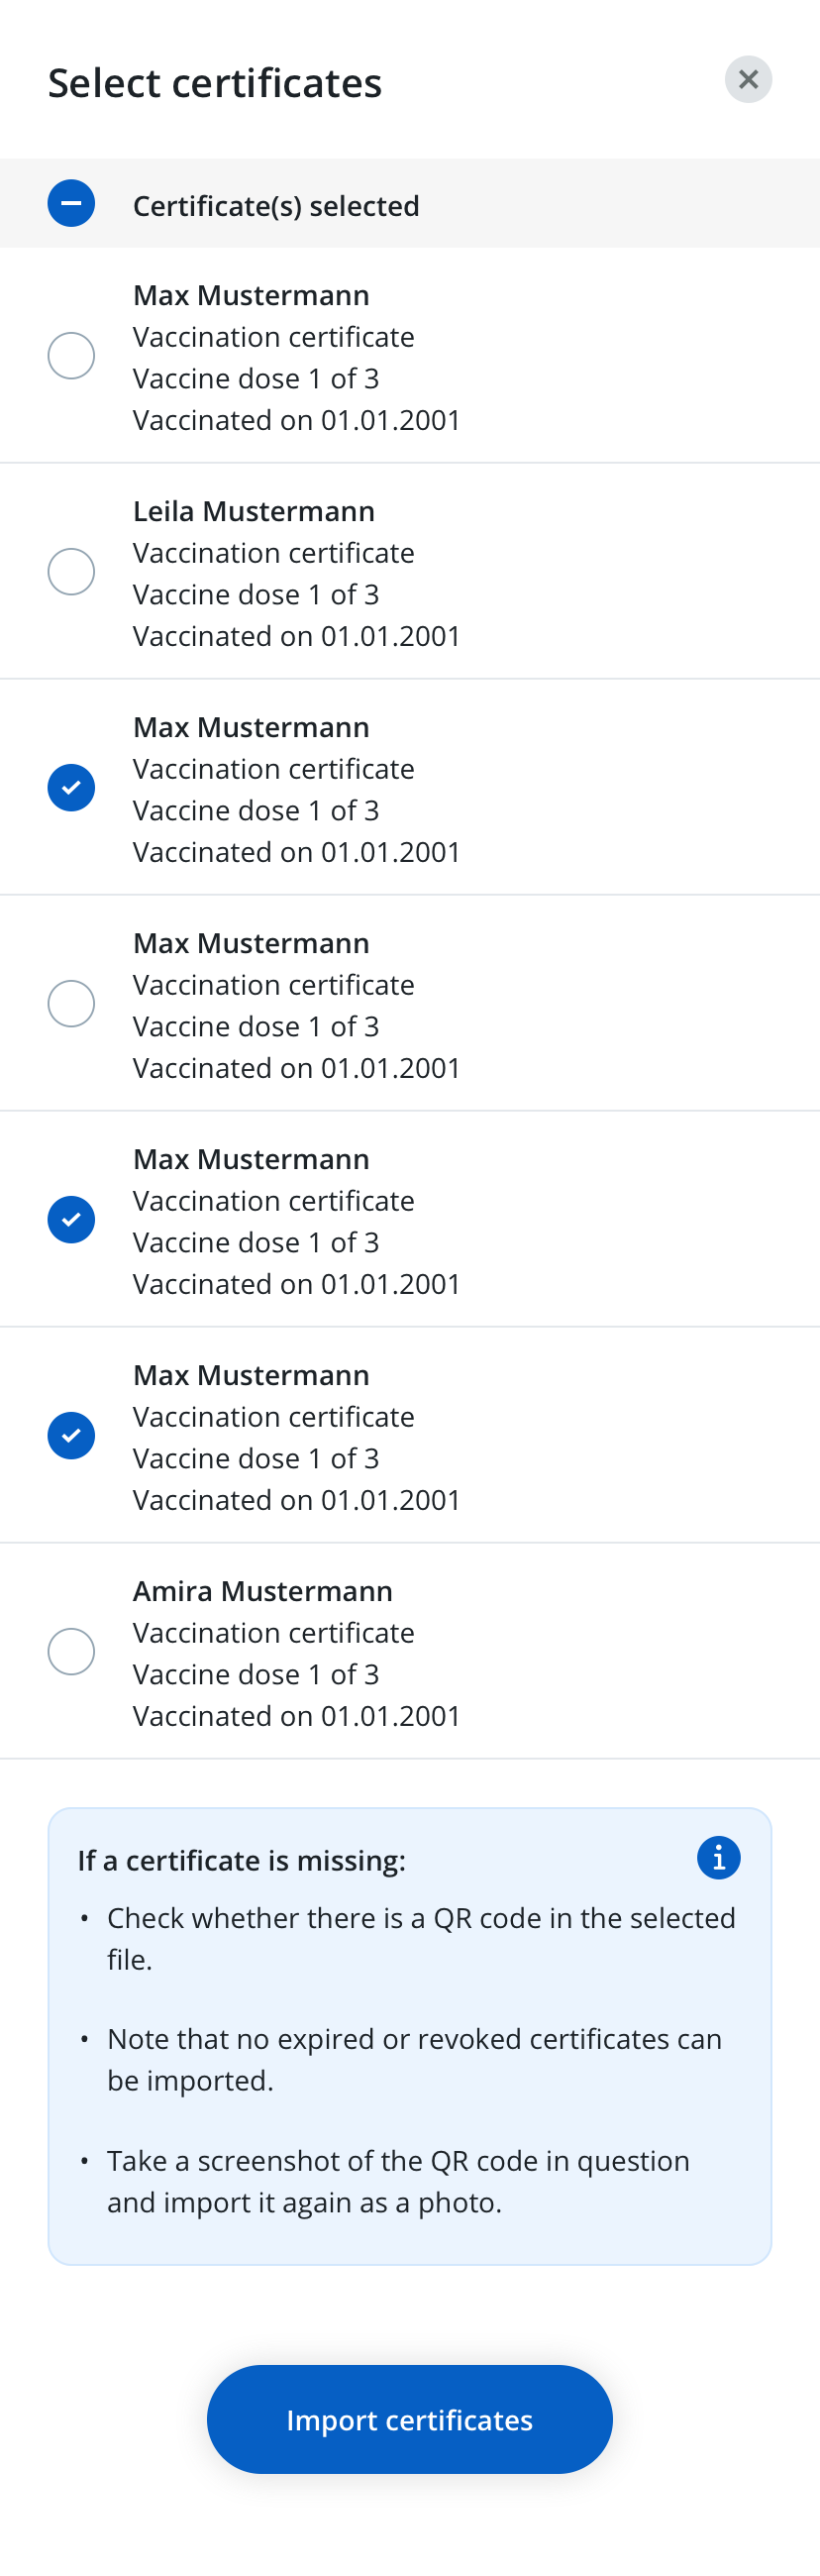 Select certificates
Certificate(s) selected
Max Mustermann
Vaccination certificate
Vaccine dose 1 of 3
Vaccinated on 01.01.2001
Leila Mustermann
Vaccination certificate
Vaccine dose 1 of 3
Vaccinated on 01.01.2001
Max Mustermann
Vaccination certificate
Vaccine dose 1 of 3
Vaccinated on 01.01.2001
Max Mustermann
Vaccination certificate
Vaccine dose 1 of 3
Vaccinated on 01.01.2001
Max Mustermann
Vaccination certificate
Vaccine dose 1 of 3
Vaccinated on 01.01.2001
Max Mustermann
Vaccination certificate
Vaccine dose 1 of 3
Vaccinated on 01.01.2001
Amira Mustermann
Vaccination certificate
Vaccine dose 1 of 3
Vaccinated on 01.01.2001
If a certificate is missing:
• Check whether there is a QR code in the selected
file.
• Note that no expired or revoked certificates can
be imported.
• Take a screenshot of the QR code in question
and import it again as a photo.
Import certificates